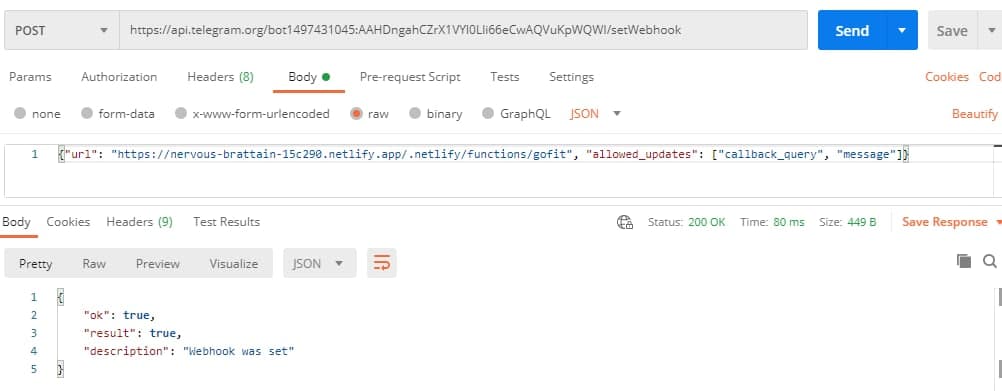 POST https://api.telegram.org/bot1497431045:AAHDngahCZrX1VYl0Lli66eCwAQVuKpWQWI/setWebhook Send Save
Params Authorization Headers (8) Body Pre-request Script Tests Settings Cookies Cod
none form-data x-www-form-urlencoded raw binary GraphQL JSON Beautify
1 {"url": "https://nervous-brattain-15c290.netlify.app/.netlify/functions/gofit", "allowed_updates": ["callback_query", "message"]}
Body Cookies Headers (9) Test Results Status: 200 OK Time: 80 ms Size: 449 B Save Response
Pretty Raw Preview Visualize JSON
1 {
2 "ok": true,
3 "result": true,
4 "description": "Webhook was set"
5 }